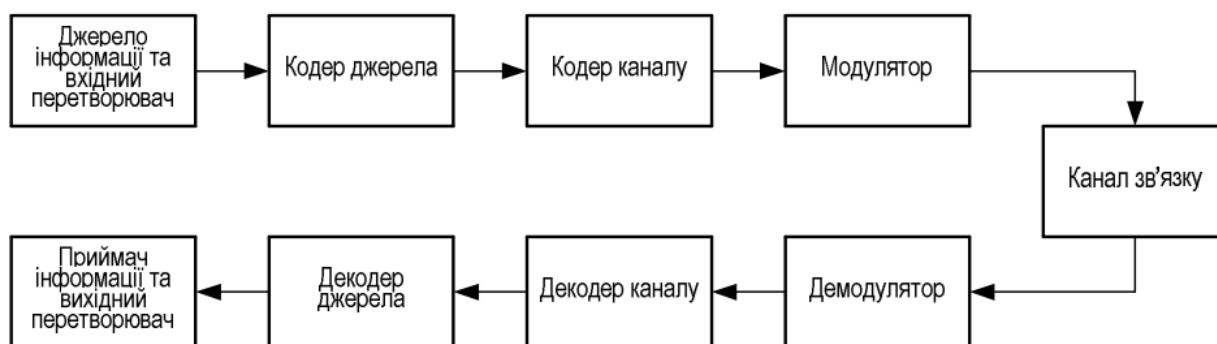 Джерело
інформації та
вхідний
перетворювач
Кодер джерела
Кодер каналу
Модулятор
Канал зв’язку
Приймач
інформації та
вихідний
перетворювач
Декодер
джерела
Декодер каналу
Демодулятор